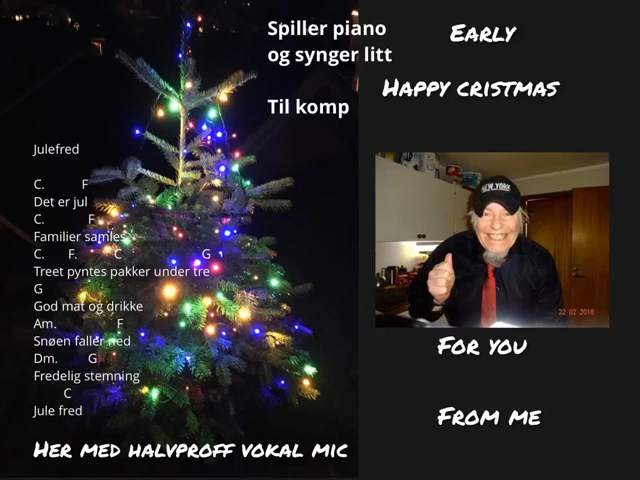 Spiller piano
og synger litt
Til komp
Julefred
C. F
Det er jul
C. F
Familier samles
C. F. C G
Treet pyntes pakker under tre
G
God mat og drikke
Am. F
Snøen faller ned
Dm. G
Fredelig stemning
C
Jule fred
Her med halvproff vokal mic
Early
Happy cristmas
NEW YORK
22 02 2018
For you
From me